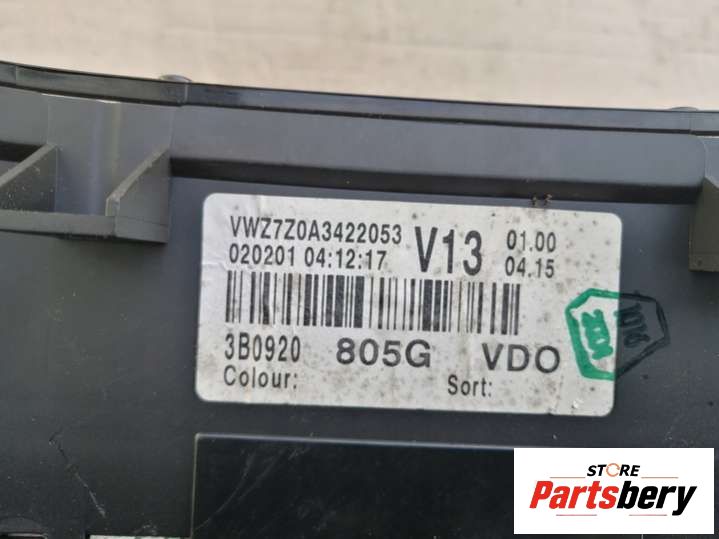 VWZ7Z0A3422053 V13 01.00
020201 04:12:17 04.15
3B0920 805G VDO
Colour: Sort:
STORE
Partsbery